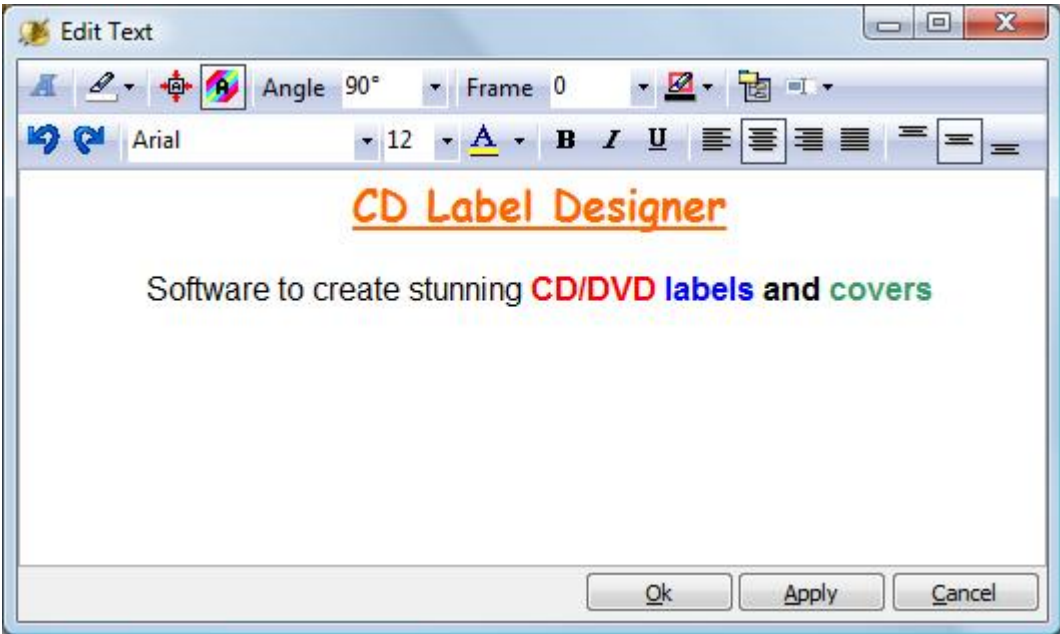 Edit Text
Angle 90° Frame 0
Arial 12 A B I U
CD Label Designer
Software to create stunning CD/DVD labels and covers
Ok Apply Cancel